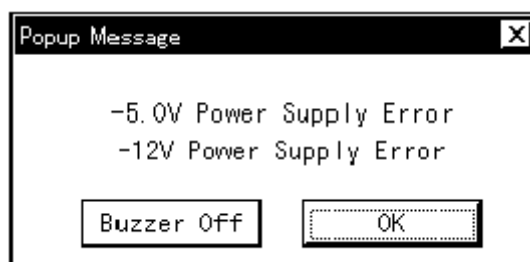 Popup Message X
-5.0V Power Supply Error
-12V Power Supply Error
Buzzer Off OK